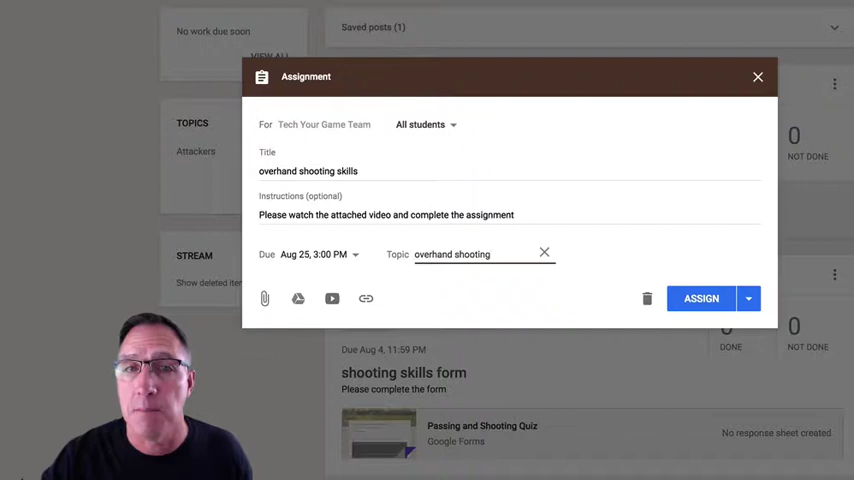 No work due soon
VIEW ALL
Saved posts (1)
Assignment
For Tech Your Game Team All students
0
NOT DONE
TOPICS
Attackers
Title
overhand shooting skills
Instructions (optional)
Please watch the attached video and complete the assignment
Due Aug 25, 3:00 PM Topic overhand shooting
STREAM
Show deleted
ASSIGN
0 0
DONE NOT DONE
Due Aug 4, 11:59 PM
shooting skills form
Please complete the form
Passing and Shooting Quiz
Google Forms
No response sheet created